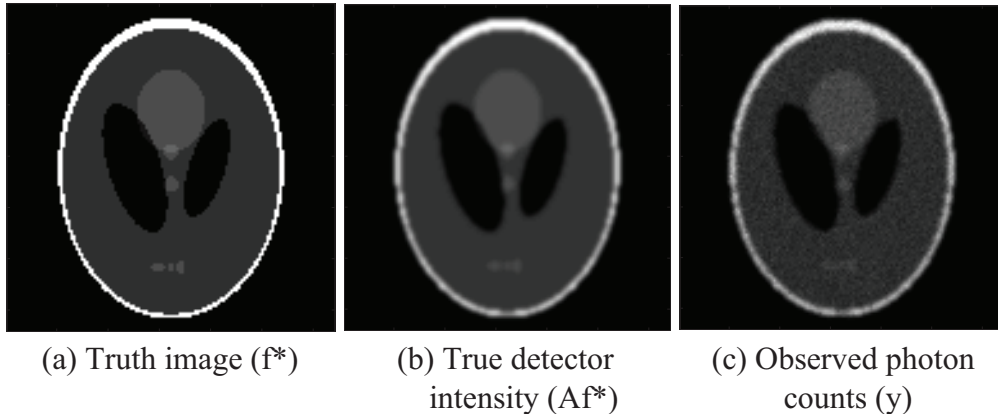 (a) Truth image (f*)
(b) True detector
intensity (Af*)
(c) Observed photon
counts (y)